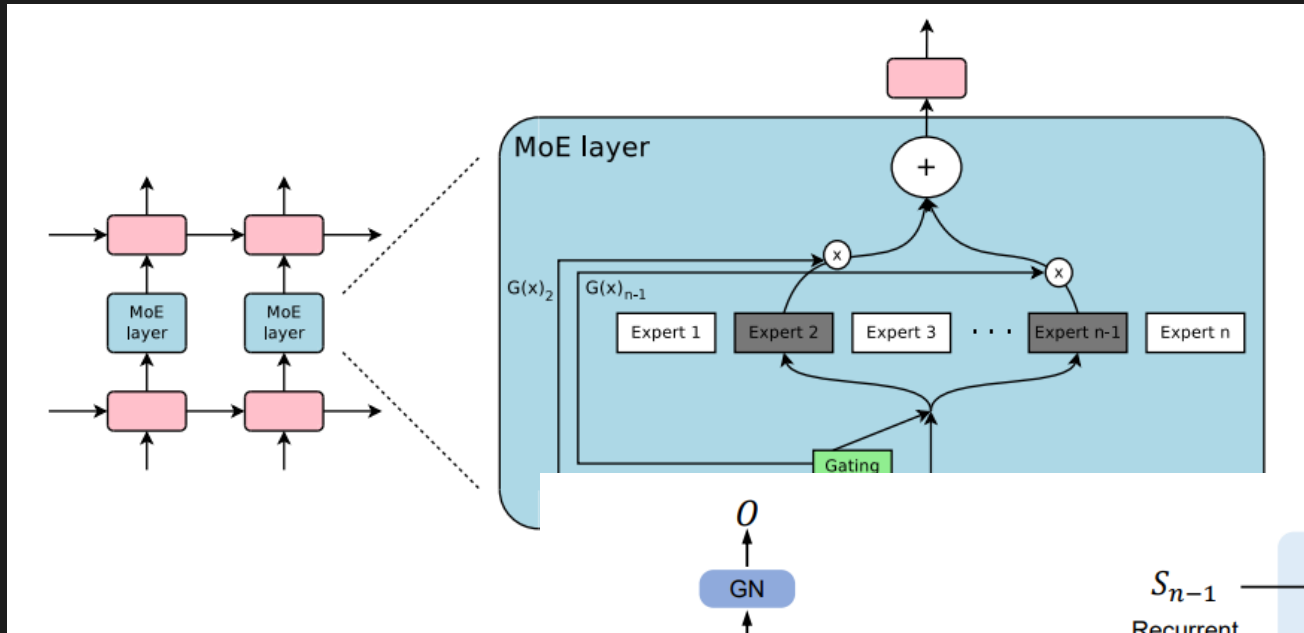 MoE layer
+
x
x
G(x)2
G(x)n-1
MoE
layer
MoE
layer
Expert 1
Expert 2
Expert 3
. . .
Expert n-1
Expert n
Gating
O
GN
Sn−1
Recurrent